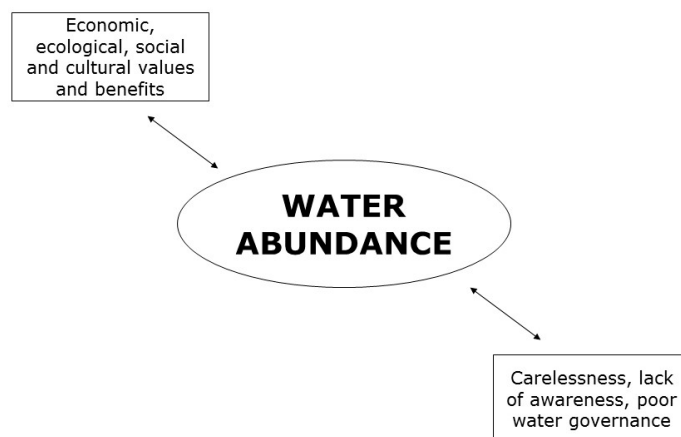 Economic,
ecological, social
and cultural values
and benefits
WATER
ABUNDANCE
Carelessness, lack
of awareness, poor
water governance